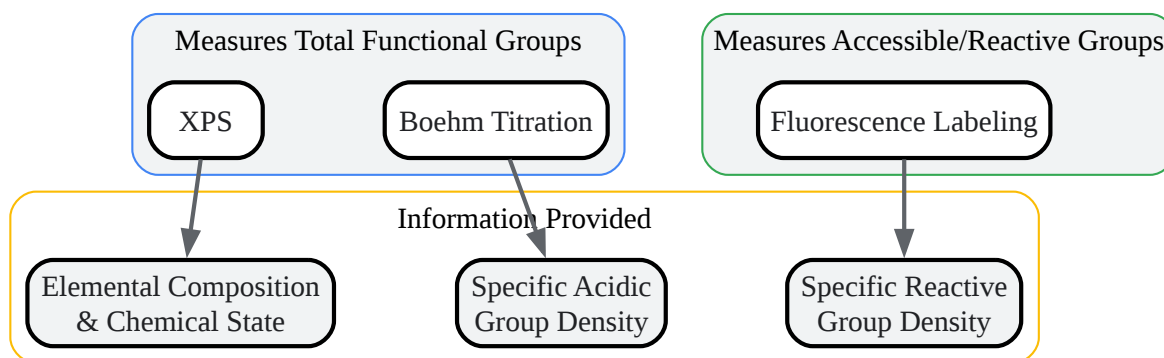 Measures Total Functional Groups
Measures Accessible/Reactive Groups
XPS
Boehm Titration
Fluorescence Labeling
Information Provided
Elemental Composition
& Chemical State
Specific Acidic
Group Density
Specific Reactive
Group Density